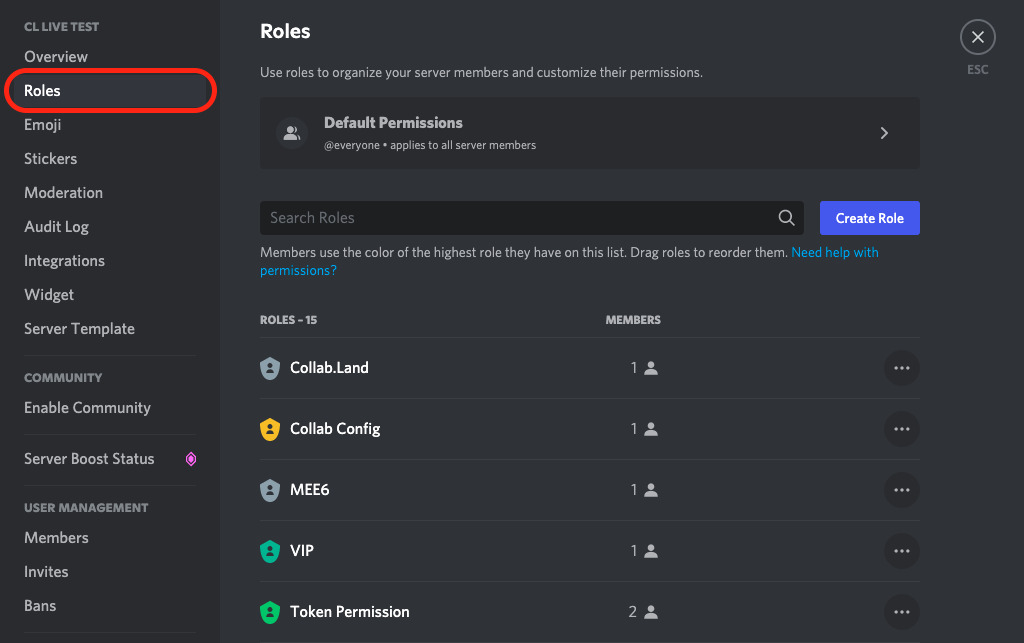 CL LIVE TEST
Overview
Roles
Emoji
Stickers
Moderation
Audit Log
Integrations
Widget
Server Template
COMMUNITY
Enable Community
Server Boost Status
USER MANAGEMENT
Members
Invites
Bans
Roles
ESC
Use roles to organize your server members and customize their permissions.
Default Permissions
@everyone • applies to all server members
Search Roles
Create Role
Members use the color of the highest role they have on this list. Drag roles to reorder them. Need help with
permissions?
ROLES – 15 MEMBERS
Collab.Land 1
Collab Config 1
MEE6 1
VIP 1
Token Permission 2